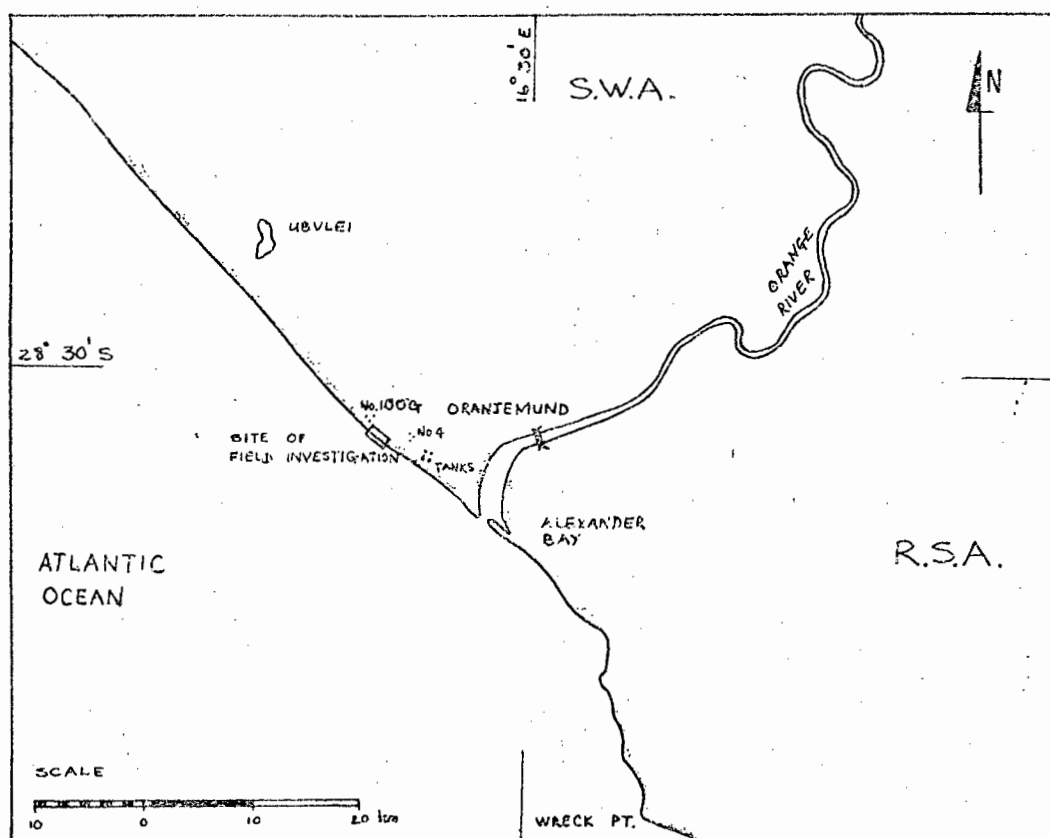 16° 30' E
S.W.A.
N
UBVLEI
ORANGE
RIVER
28° 30' S
No.100G
ORANJEMUND
No 4
SITE OF
FIELD INVESTIGATION
TANKS
ALEXANDER
BAY
R.S.A.
ATLANTIC
OCEAN
SCALE
10 0 10 20 km
WRECK PT.